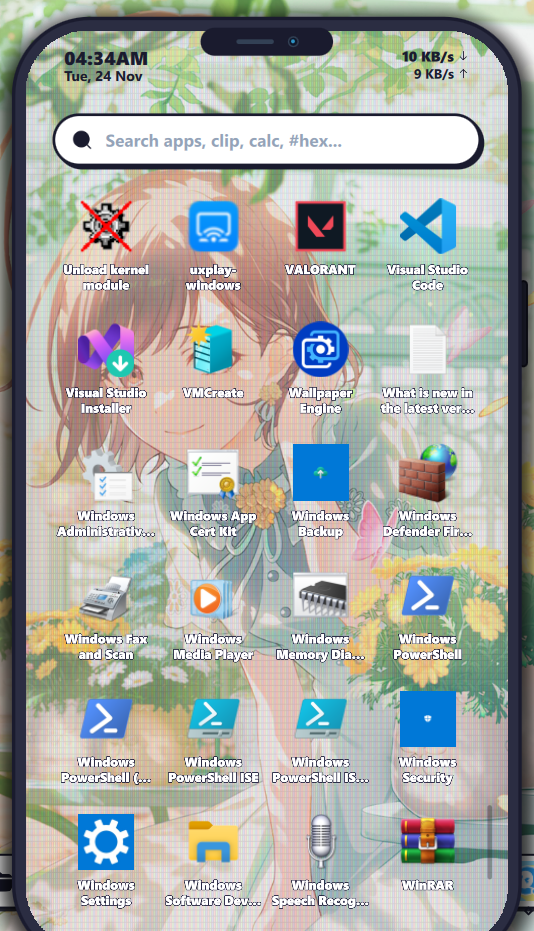 04:34AM
10 KB/s ↓
Tue, 24 Nov
9 KB/s ↑
Search apps, clip, calc, #hex...
Unload kernel
module
uxplay-
windows
VALORANT
Visual Studio
Code
Visual Studio
Installer
VMCreate
Wallpaper
Engine
What is new in
the latest ver...
Windows
Administrativ...
Windows App
Cert Kit
Windows
Backup
Windows
Defender Fir...
Windows Fax
and Scan
Windows
Media Player
Windows
Memory Dia...
Windows
PowerShell
Windows
PowerShell (...
Windows
PowerShell ISE
Windows
PowerShell IS...
Windows
Security
Windows
Settings
Windows
Software Dev...
Windows
Speech Recog...
WinRAR